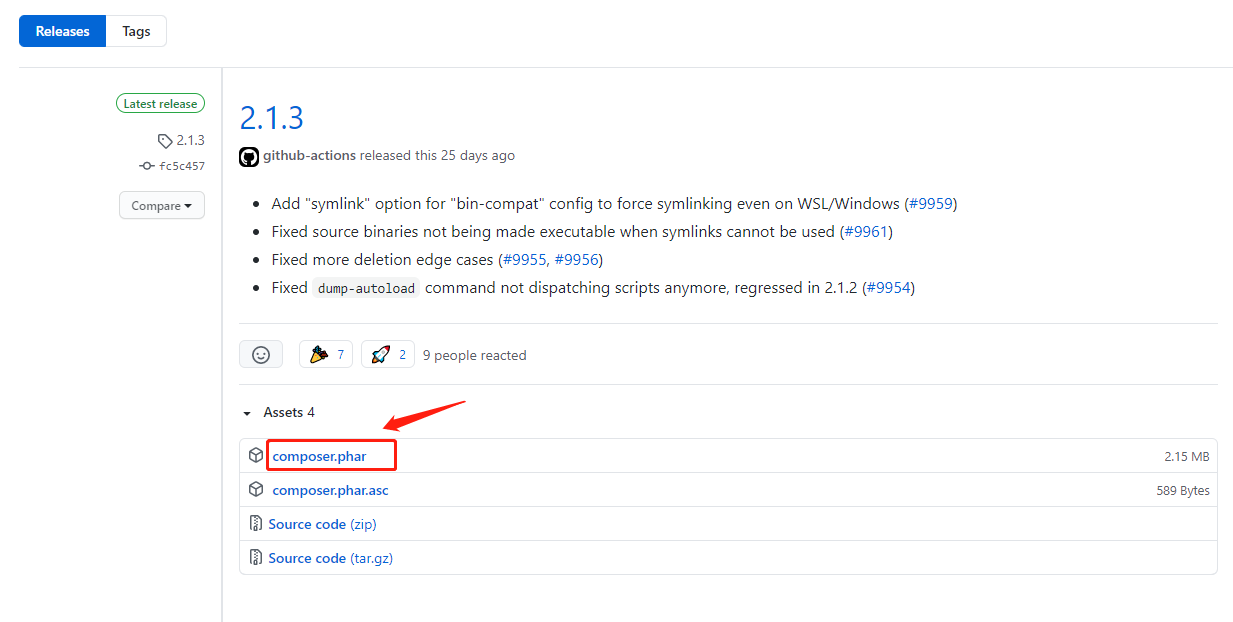 Releases Tags
Latest release
2.1.3
fc5c457
Compare
2.1.3
github-actions released this 25 days ago
Add "symlink" option for "bin-compat" config to force symlinking even on WSL/Windows (#9959)
Fixed source binaries not being made executable when symlinks cannot be used (#9961)
Fixed more deletion edge cases (#9955, #9956)
Fixed dump-autoload command not dispatching scripts anymore, regressed in 2.1.2 (#9954)
7 2 9 people reacted
Assets 4
composer.phar 2.15 MB
composer.phar.asc 589 Bytes
Source code (zip)
Source code (tar.gz)